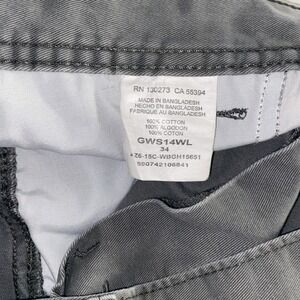 RN 130273 CA 55394
MADE IN BANGLADESH
HECHO EN BANGLADESH
FABRIQUE AU BANGLADESH
100% COTTON
100% ALGODON
100% COTON
GWS14WL
34
Z6-15C-WBGH15651
590742106841